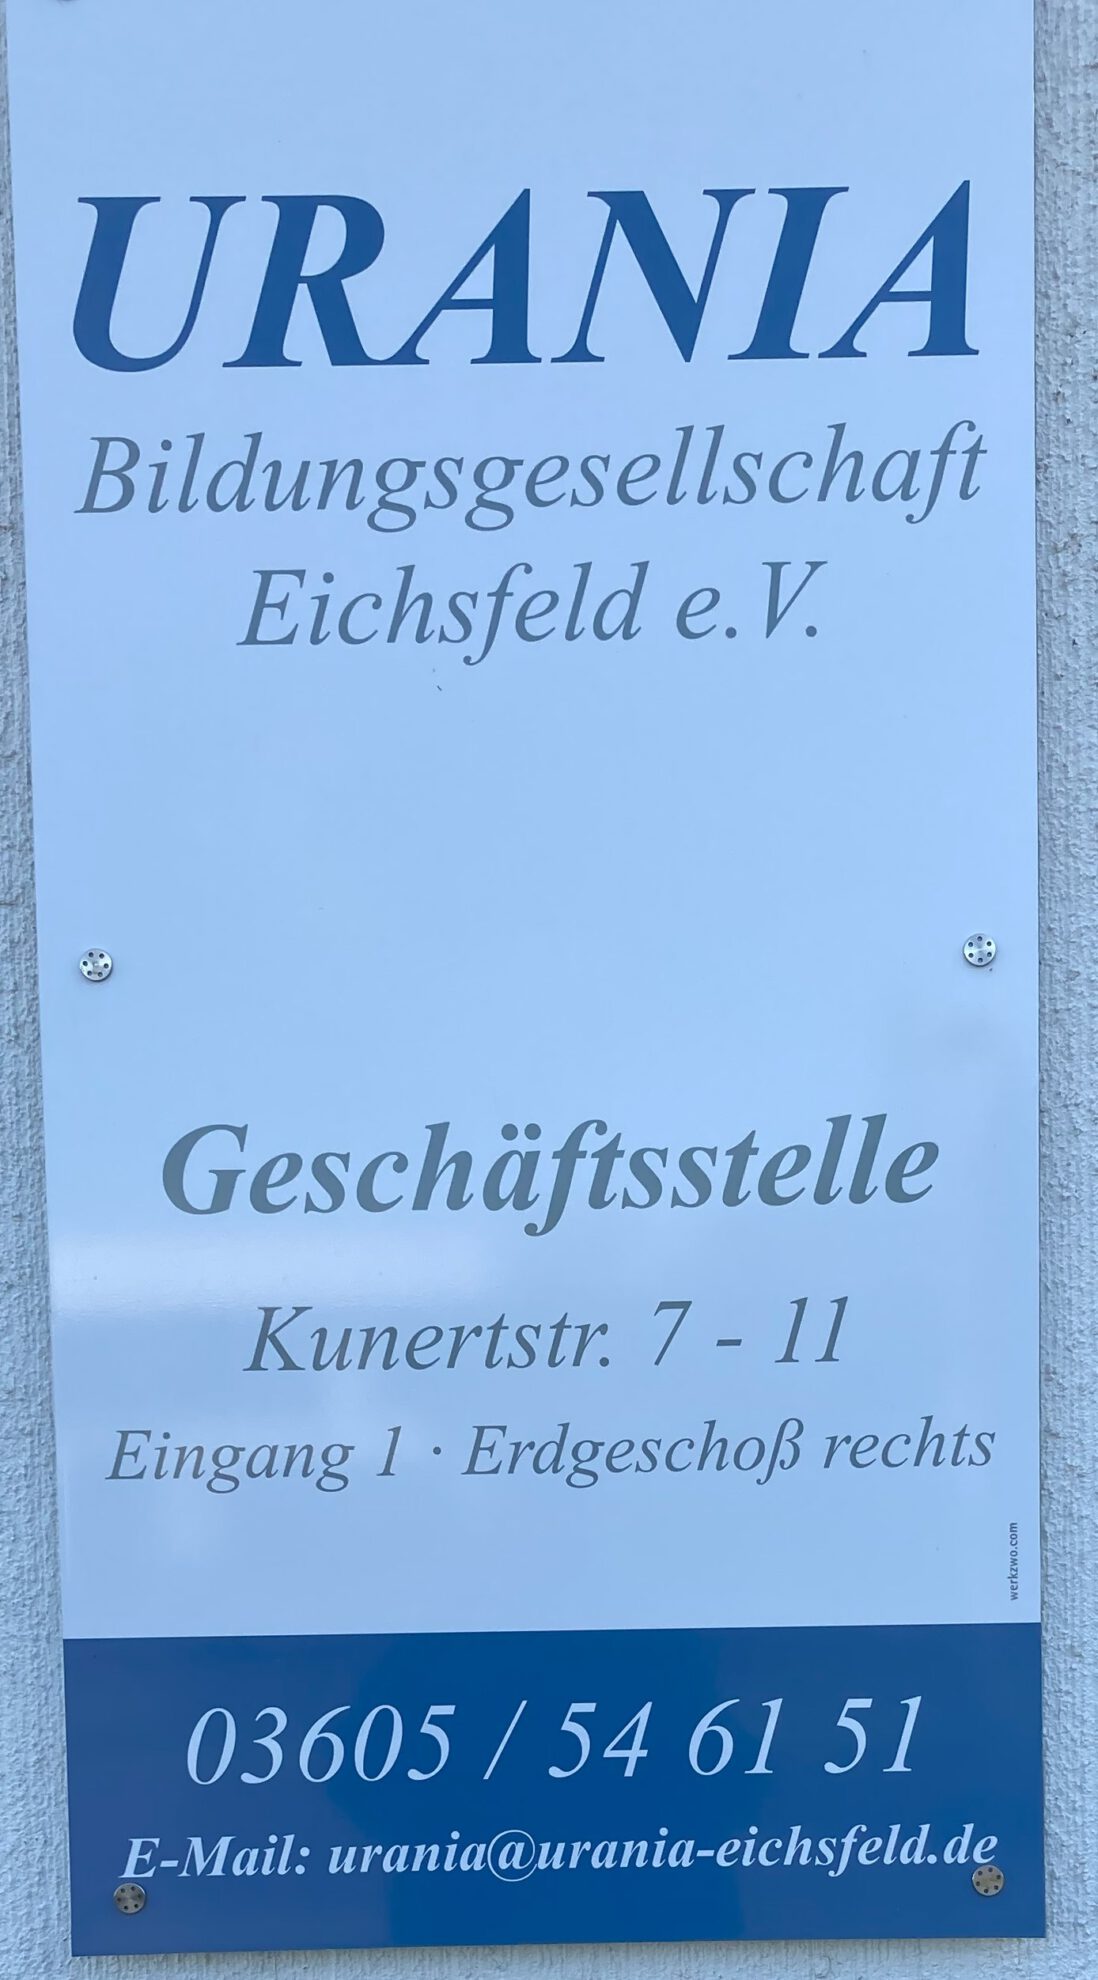 URANIA
Bildungsgesellschaft
Eichsfeld e.V.
Geschäftsstelle
Kunertstr. 7 - 11
Eingang 1 · Erdgeschoß rechts
werkzwo.com
03605 / 54 61 51
E-Mail: urania@urania-eichsfeld.de